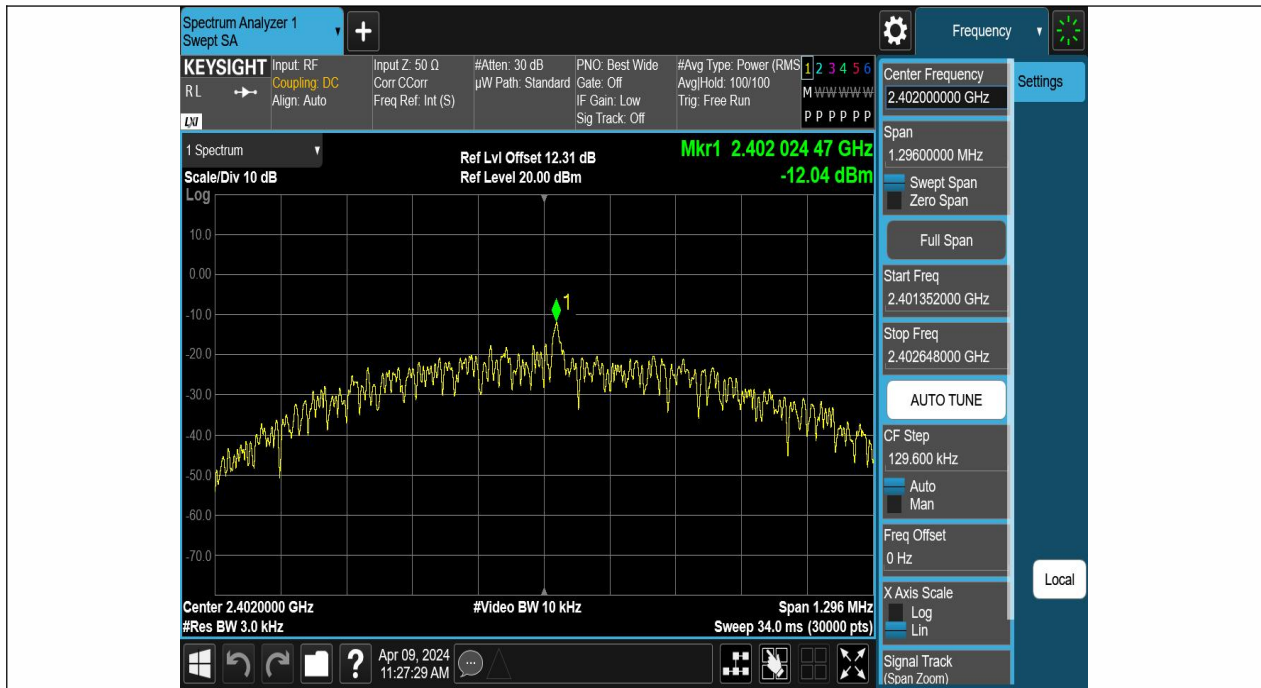 Spectrum Analyzer 1
Swept SA
+
Frequency
KEYSIGHT
R L
LXI
Input: RF
Coupling: DC
Align: Auto
Input Z: 50 Ω
Corr CCorr
Freq Ref: Int (S)
#Atten: 30 dB
µW Path: Standard
PNO: Best Wide
Gate: Off
IF Gain: Low
Sig Track: Off
#Avg Type: Power (RMS
Avg|Hold: 100/100
Trig: Free Run
1 2 3 4 5 6
M W W W W W
P P P P P P
1 Spectrum
Scale/Div 10 dB
Log
Ref Lvl Offset 12.31 dB
Ref Level 20.00 dBm
Mkr1 2.402 024 47 GHz
-12.04 dBm
10.0
0.00
-10.0
-20.0
-30.0
-40.0
-50.0
-60.0
-70.0
1
Center 2.4020000 GHz
#Res BW 3.0 kHz
#Video BW 10 kHz
Span 1.296 MHz
Sweep 34.0 ms (30000 pts)
?
Apr 09, 2024
11:27:29 AM
Center Frequency
2.402000000 GHz
Settings
Span
1.29600000 MHz
Swept Span
Zero Span
Full Span
Start Freq
2.401352000 GHz
Stop Freq
2.402648000 GHz
AUTO TUNE
CF Step
129.600 kHz
Auto
Man
Freq Offset
0 Hz
X Axis Scale
Log
Lin
Local
Signal Track
(Span Zoom)